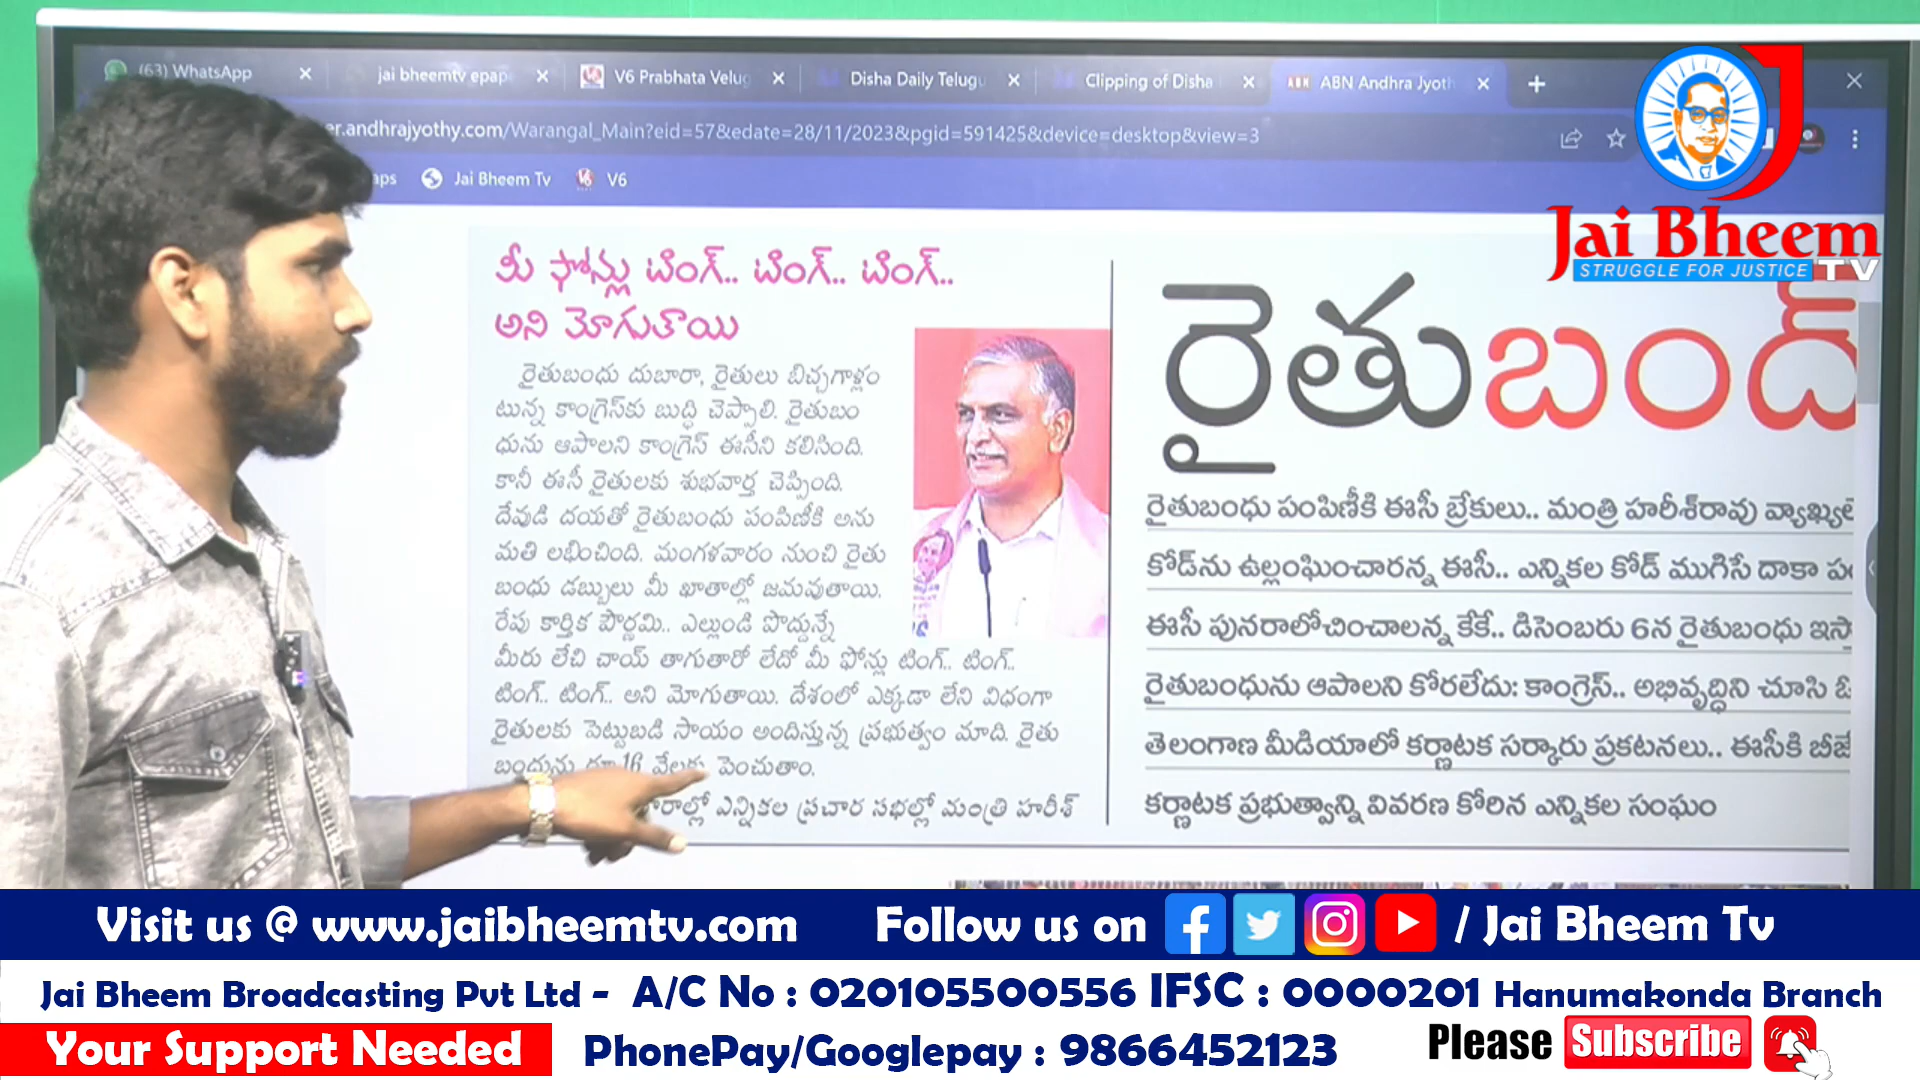 (63) WhatsApp
jai bheemtv epap
V6 Prabhata Velug
Disha Daily Telugu
Clipping of Disha
ABN Andhra Jyoth
er.andhrajyothy.com/Warangal_Main?eid=57&edate=28/11/2023&pgid=591425&device=desktop&view=3
aps
Jai Bheem Tv
V6
Jai Bheem
STRUGGLE FOR JUSTICE TV
మీ ఫోన్లు టింగ్.. టింగ్.. టింగ్..
అని మోగుతాయి
రైతుబంధు దుబారా, రైతులు బిచ్చగాళ్లం
టున్న కాంగ్రెస్‌కు బుద్ధి చెప్పాలి. రైతుబం
ధును ఆపాలని కాంగ్రెస్ ఈసీని కలిసింది.
కానీ ఈసీ రైతులకు శుభవార్త చెప్పింది.
దేవుడి దయతో రైతుబంధు పంపిణీకి అను
మతి లభించింది. మంగళవారం నుంచి రైతు
బంధు డబ్బులు మీ ఖాతాల్లో జమవుతాయి.
రేపు కార్తిక పౌర్ణమి.. ఎల్లుండి పొద్దున్నే
మీరు లేచి చాయ్ తాగుతారో లేదో మీ ఫోన్లు టింగ్.. టింగ్..
టింగ్.. టింగ్.. అని మోగుతాయి. దేశంలో ఎక్కడా లేని విధంగా
రైతులకు పెట్టుబడి సాయం అందిస్తున్న ప్రభుత్వం మాది. రైతు
బంధును రూ.16 వేలకు పెంచుతాం.
ఎన్నికల ప్రచార సభల్లో మంత్రి హరీశ్
రైతుబంద్
రైతుబంధు పంపిణీకి ఈసీ బ్రేకులు.. మంత్రి హరీశ్‌రావు వ్యాఖ్యలే
కోడ్‌ను ఉల్లంఘించారన్న ఈసీ.. ఎన్నికల కోడ్ ముగిసే దాకా
ఈసీ పునరాలోచించాలన్న కేకే.. డిసెంబరు 6న రైతుబంధు
రైతుబంధును ఆపాలని కోరలేదు: కాంగ్రెస్.. అభివృద్ధిని చూసి
తెలంగాణ మీడియాలో కర్ణాటక సర్కారు ప్రకటనలు.. ఈసీకి బీజే
కర్ణాటక ప్రభుత్వాన్ని వివరణ కోరిన ఎన్నికల సంఘం
Visit us @ www.jaibheemtv.com Follow us on / Jai Bheem Tv
Jai Bheem Broadcasting Pvt Ltd - A/C No : 020105500556 IFSC : 0000201 Hanumakonda Branch
Your Support Needed PhonePay/Googlepay : 9866452123 Please Subscribe